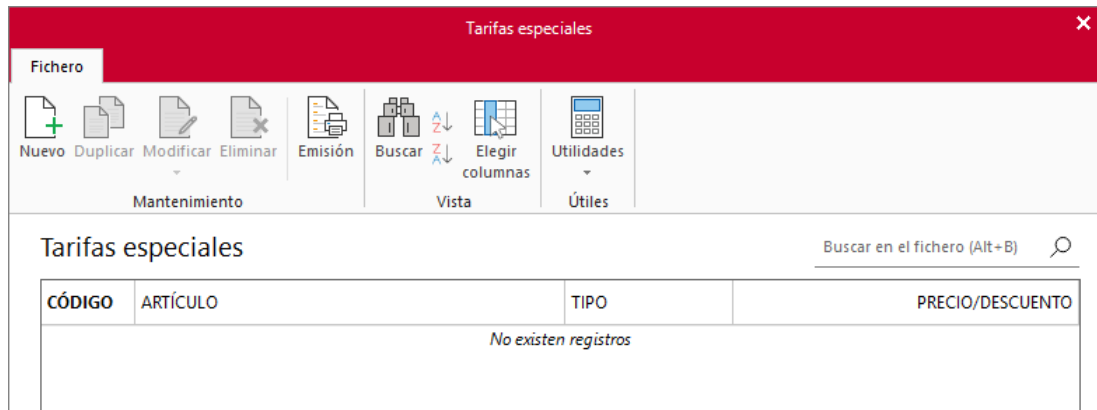 Tarifas especiales
Fichero
Nuevo Duplicar Modificar Eliminar Emisión Buscar Elegir columnas Utilidades
Mantenimiento Vista Útiles
Tarifas especiales
Buscar en el fichero (Alt+B)
CÓDIGO ARTÍCULO TIPO PRECIO/DESCUENTO
No existen registros